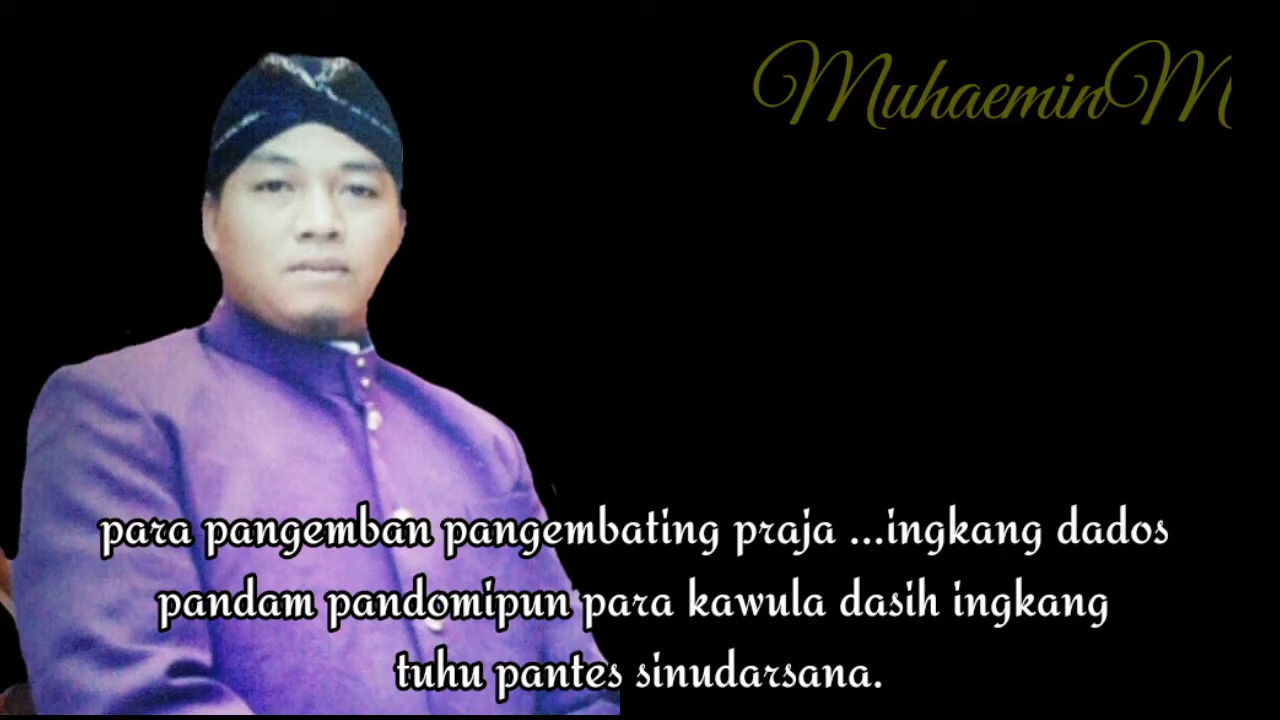 MuhaeminM
para pangemban pangembating praja ...ingkang dados
pandam pandomipun para kawula dasih ingkang
tuhu pantes sinudarsana.